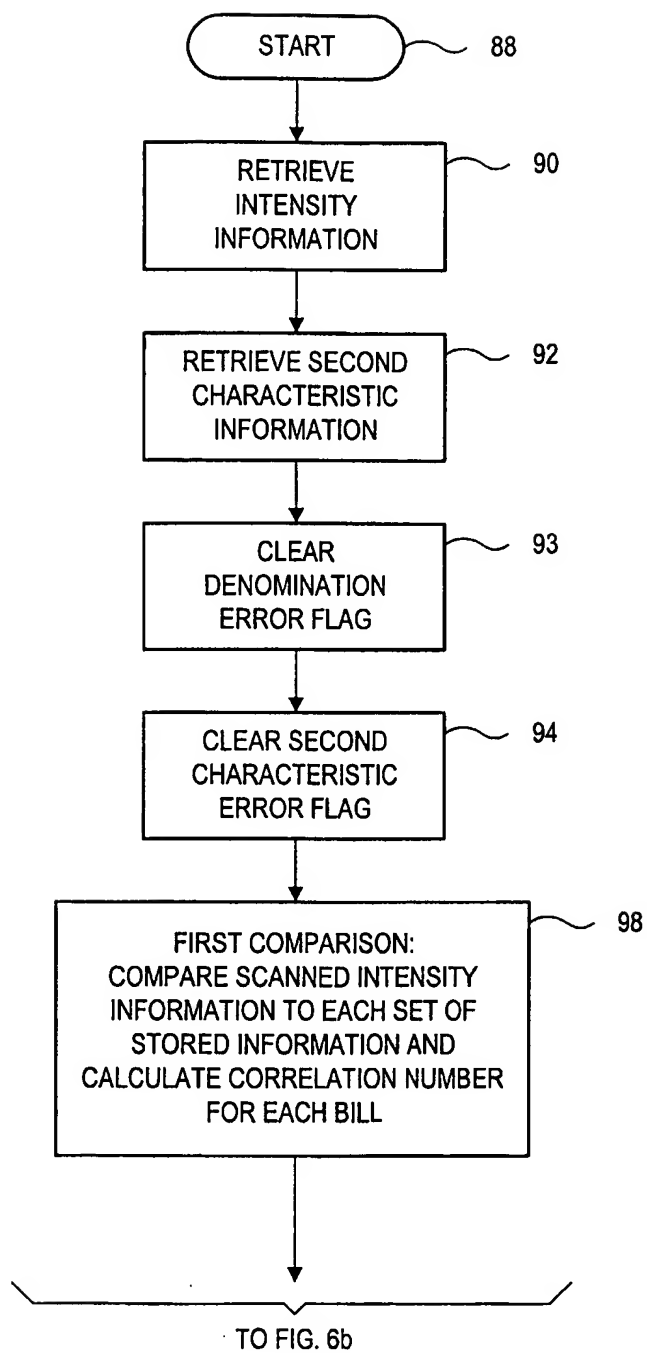 START
88
RETRIEVE
INTENSITY
INFORMATION
90
RETRIEVE SECOND
CHARACTERISTIC
INFORMATION
92
CLEAR
DENOMINATION
ERROR FLAG
93
CLEAR SECOND
CHARACTERISTIC
ERROR FLAG
94
FIRST COMPARISON:
COMPARE SCANNED INTENSITY
INFORMATION TO EACH SET OF
STORED INFORMATION AND
CALCULATE CORRELATION NUMBER
FOR EACH BILL
98
TO FIG. 6b